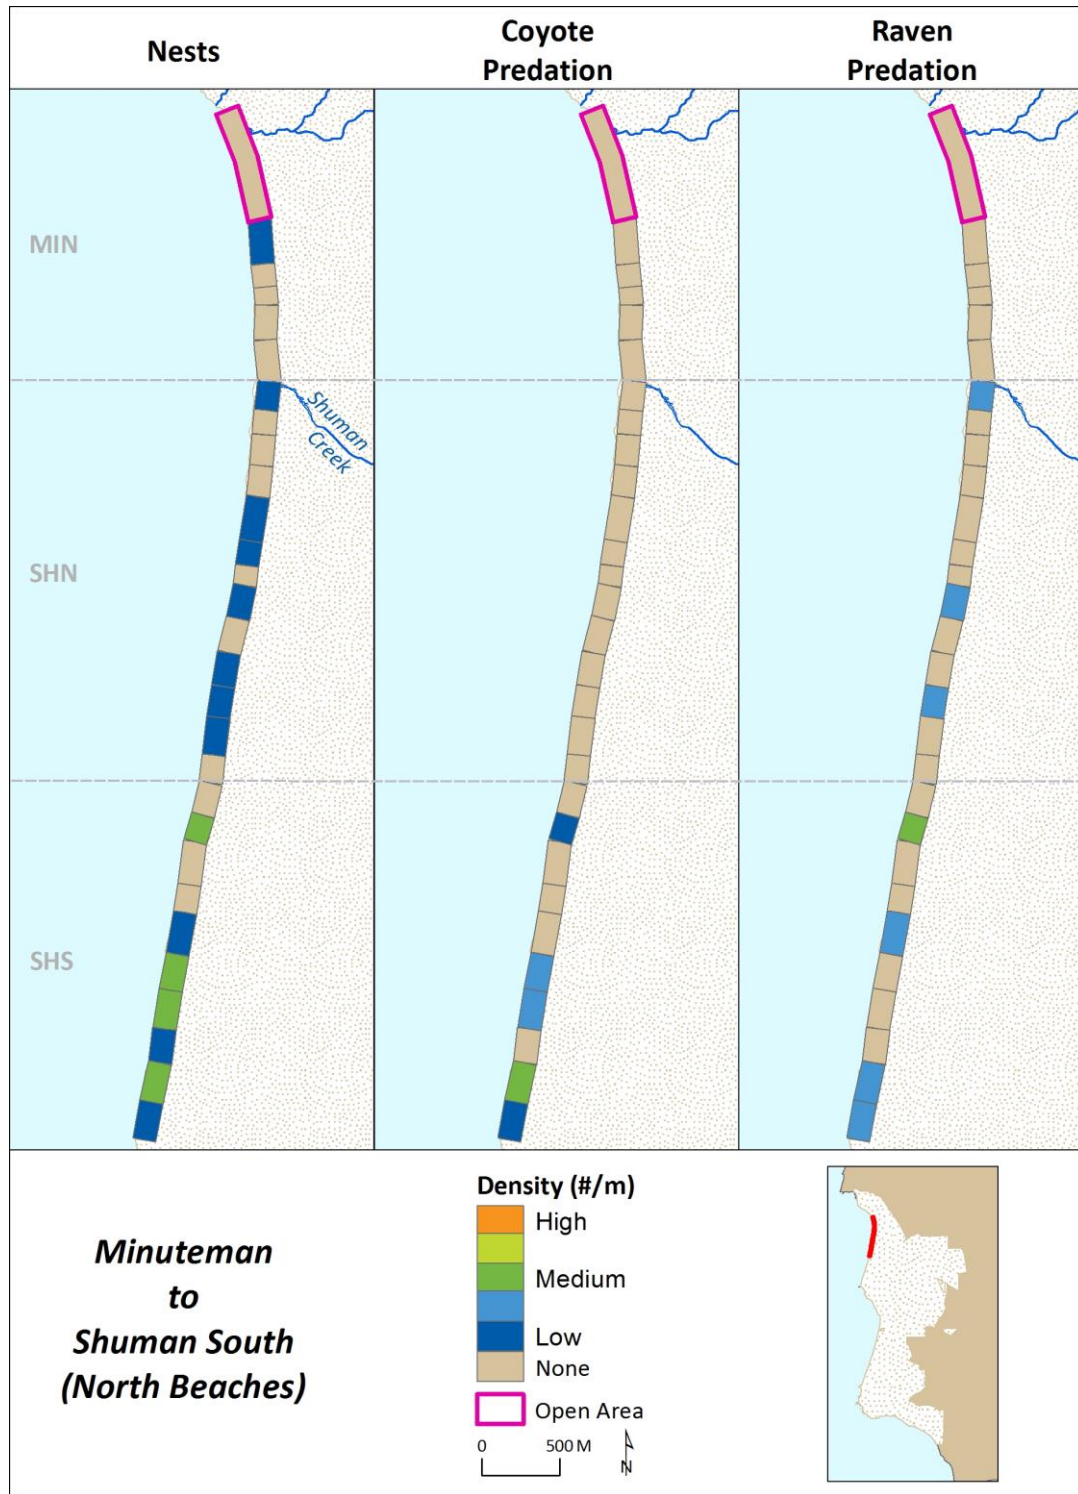 Nests
Coyote
Predation
Raven
Predation
MIN
Shuman
Creek
SHN
SHS
Minuteman
to
Shuman South
(North Beaches)
Density (#/m)
High
Medium
Low
None
Open Area
0 500 M
N